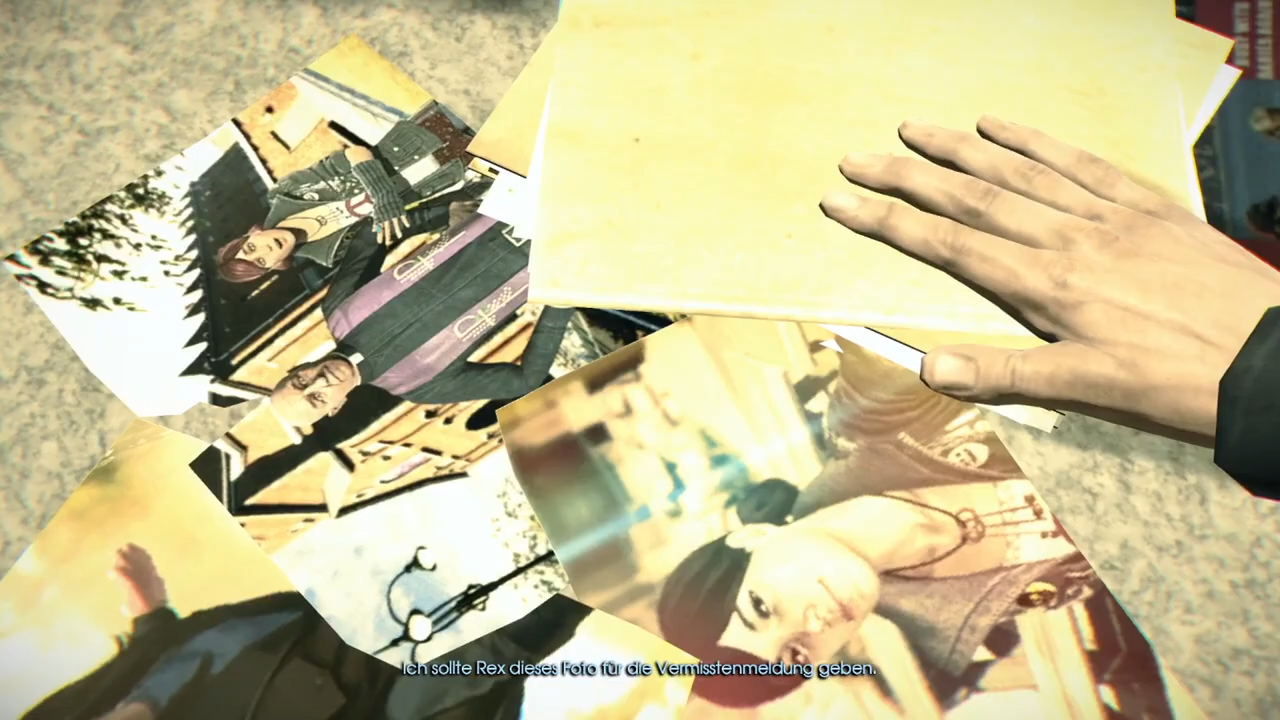 Ich sollte Rex dieses Foto für die Vermisstenmeldung geben.